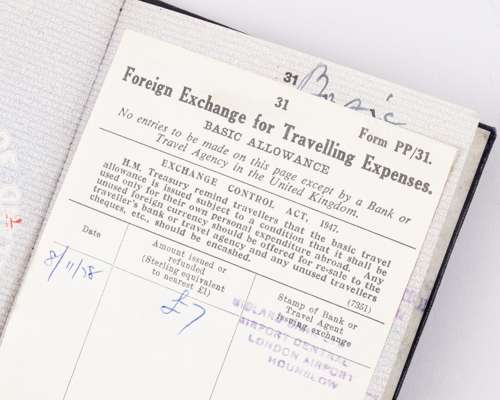 31
Basic
31
Form PP/31.
Foreign Exchange for Travelling Expenses.
BASIC ALLOWANCE
No entries to be made on this page except by a Bank or
Travel Agency in the United Kingdom.
EXCHANGE CONTROL ACT, 1947.
H.M. Treasury remind travellers that the basic travel
allowance is issued subject to a condition that it shall be
used only for their own personal expenditure abroad. Any
unused foreign currency should be offered for re-sale to the
traveller's bank or travel agency and any unused travellers
cheques, etc., should be encashed.
(7351)
Date
Amount issued or
refunded
(Sterling equivalent
to nearest £1)
Stamp of Bank or
Travel Agent
issuing exchange
8/11/58
£7
MIDLAND
AIRPORT CENTRAL
LONDON AIRPORT
HOUNSLOW